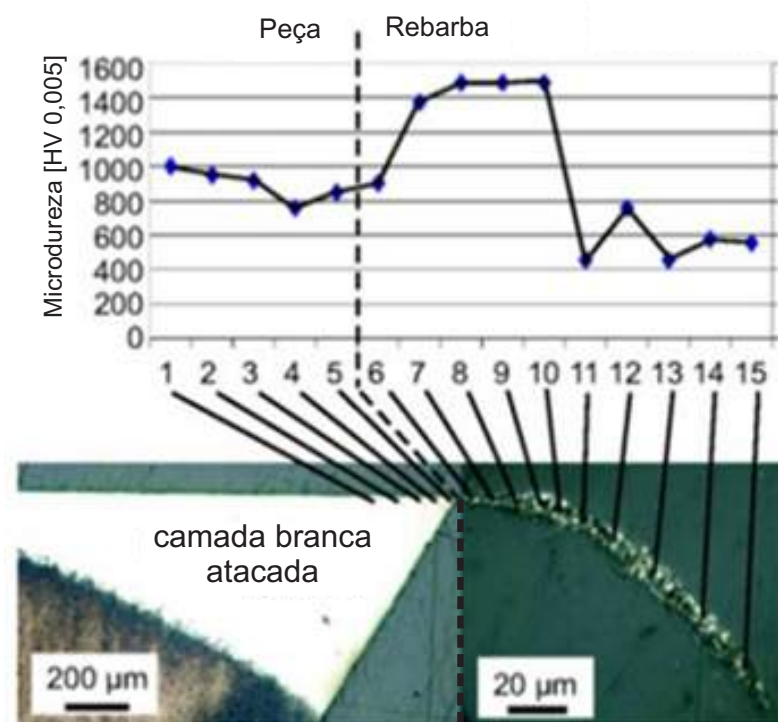 Peça
Rebarba
Microdureza [HV 0,005]
1600
1400
1200
1000
800
600
400
200
0
1 2 3 4 5 6 7 8 9 10 11 12 13 14 15
camada branca
atacada
200 µm
20 µm